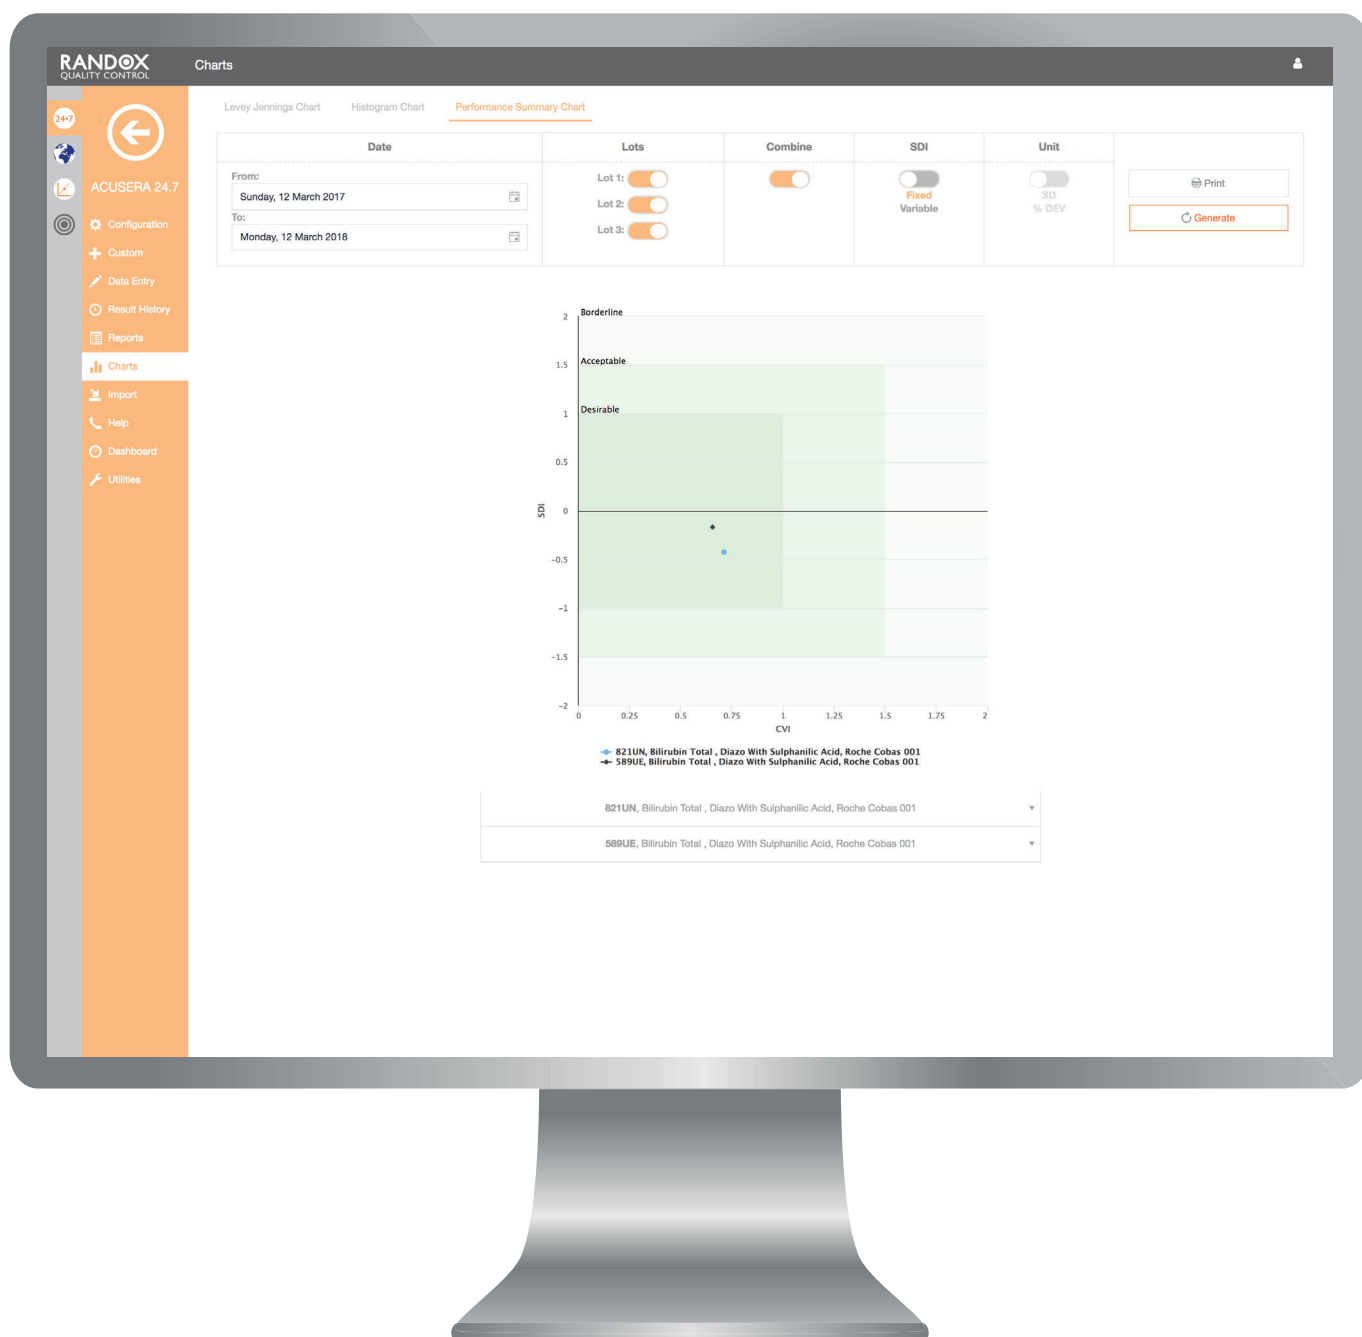 RANDOX
QUALITY CONTROL
Charts
24•7
ACUSERA 24.7
Configuration
Custom
Data Entry
Result History
Reports
Charts
Import
Help
Dashboard
Utilities
Levey Jennings Chart Histogram Chart Performance Summary Chart
Date Lots Combine SDI Unit
From:
Sunday, 12 March 2017
To:
Monday, 12 March 2018
Lot 1:
Lot 2:
Lot 3:
Fixed
Variable
SD
% DEV
Print
Generate
2 Borderline
1.5 Acceptable
1 Desirable
0.5
SDI
0
−0.5
−1
−1.5
−2
0 0.25 0.5 0.75 1 1.25 1.5 1.75 2
CVI
821UN, Bilirubin Total , Diazo With Sulphanilic Acid, Roche Cobas 001
589UE, Bilirubin Total , Diazo With Sulphanilic Acid, Roche Cobas 001
821UN, Bilirubin Total , Diazo With Sulphanilic Acid, Roche Cobas 001
589UE, Bilirubin Total , Diazo With Sulphanilic Acid, Roche Cobas 001